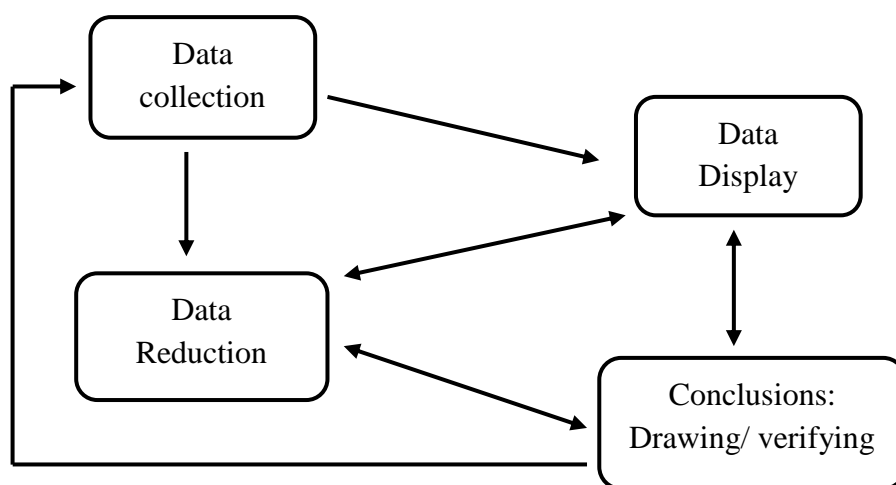 Data
collection
Data
Display
Data
Reduction
Conclusions:
Drawing/ verifying